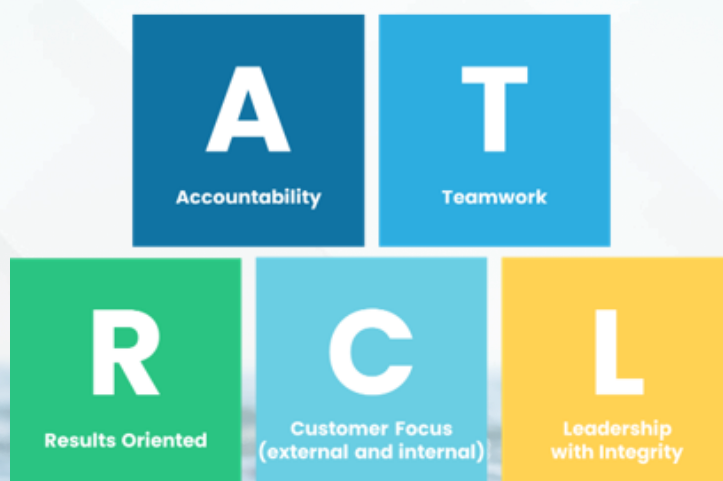 A
Accountability
T
Teamwork
R
Results Oriented
C
Customer Focus
(external and internal)
L
Leadership
with Integrity